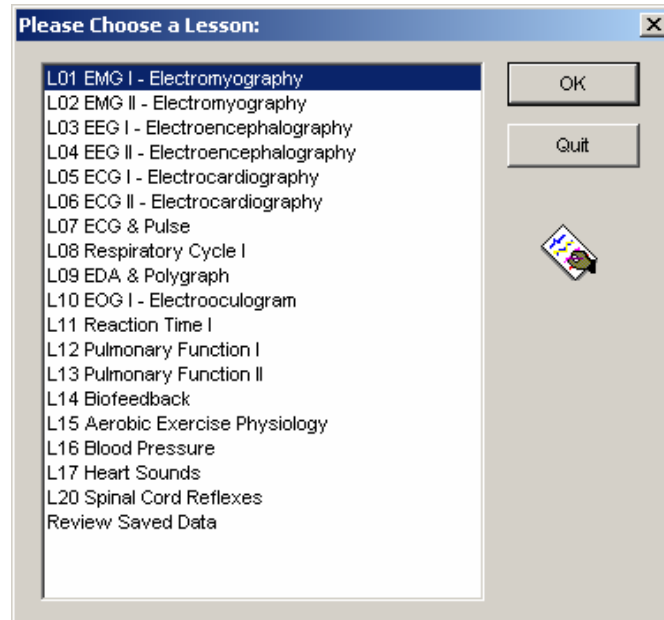 Please Choose a Lesson:
L01 EMG I - Electromyography
L02 EMG II - Electromyography
L03 EEG I - Electroencephalography
L04 EEG II - Electroencephalography
L05 ECG I - Electrocardiography
L06 ECG II - Electrocardiography
L07 ECG & Pulse
L08 Respiratory Cycle I
L09 EDA & Polygraph
L10 EOG I - Electrooculogram
L11 Reaction Time I
L12 Pulmonary Function I
L13 Pulmonary Function II
L14 Biofeedback
L15 Aerobic Exercise Physiology
L16 Blood Pressure
L17 Heart Sounds
L20 Spinal Cord Reflexes
Review Saved Data
OK
Quit